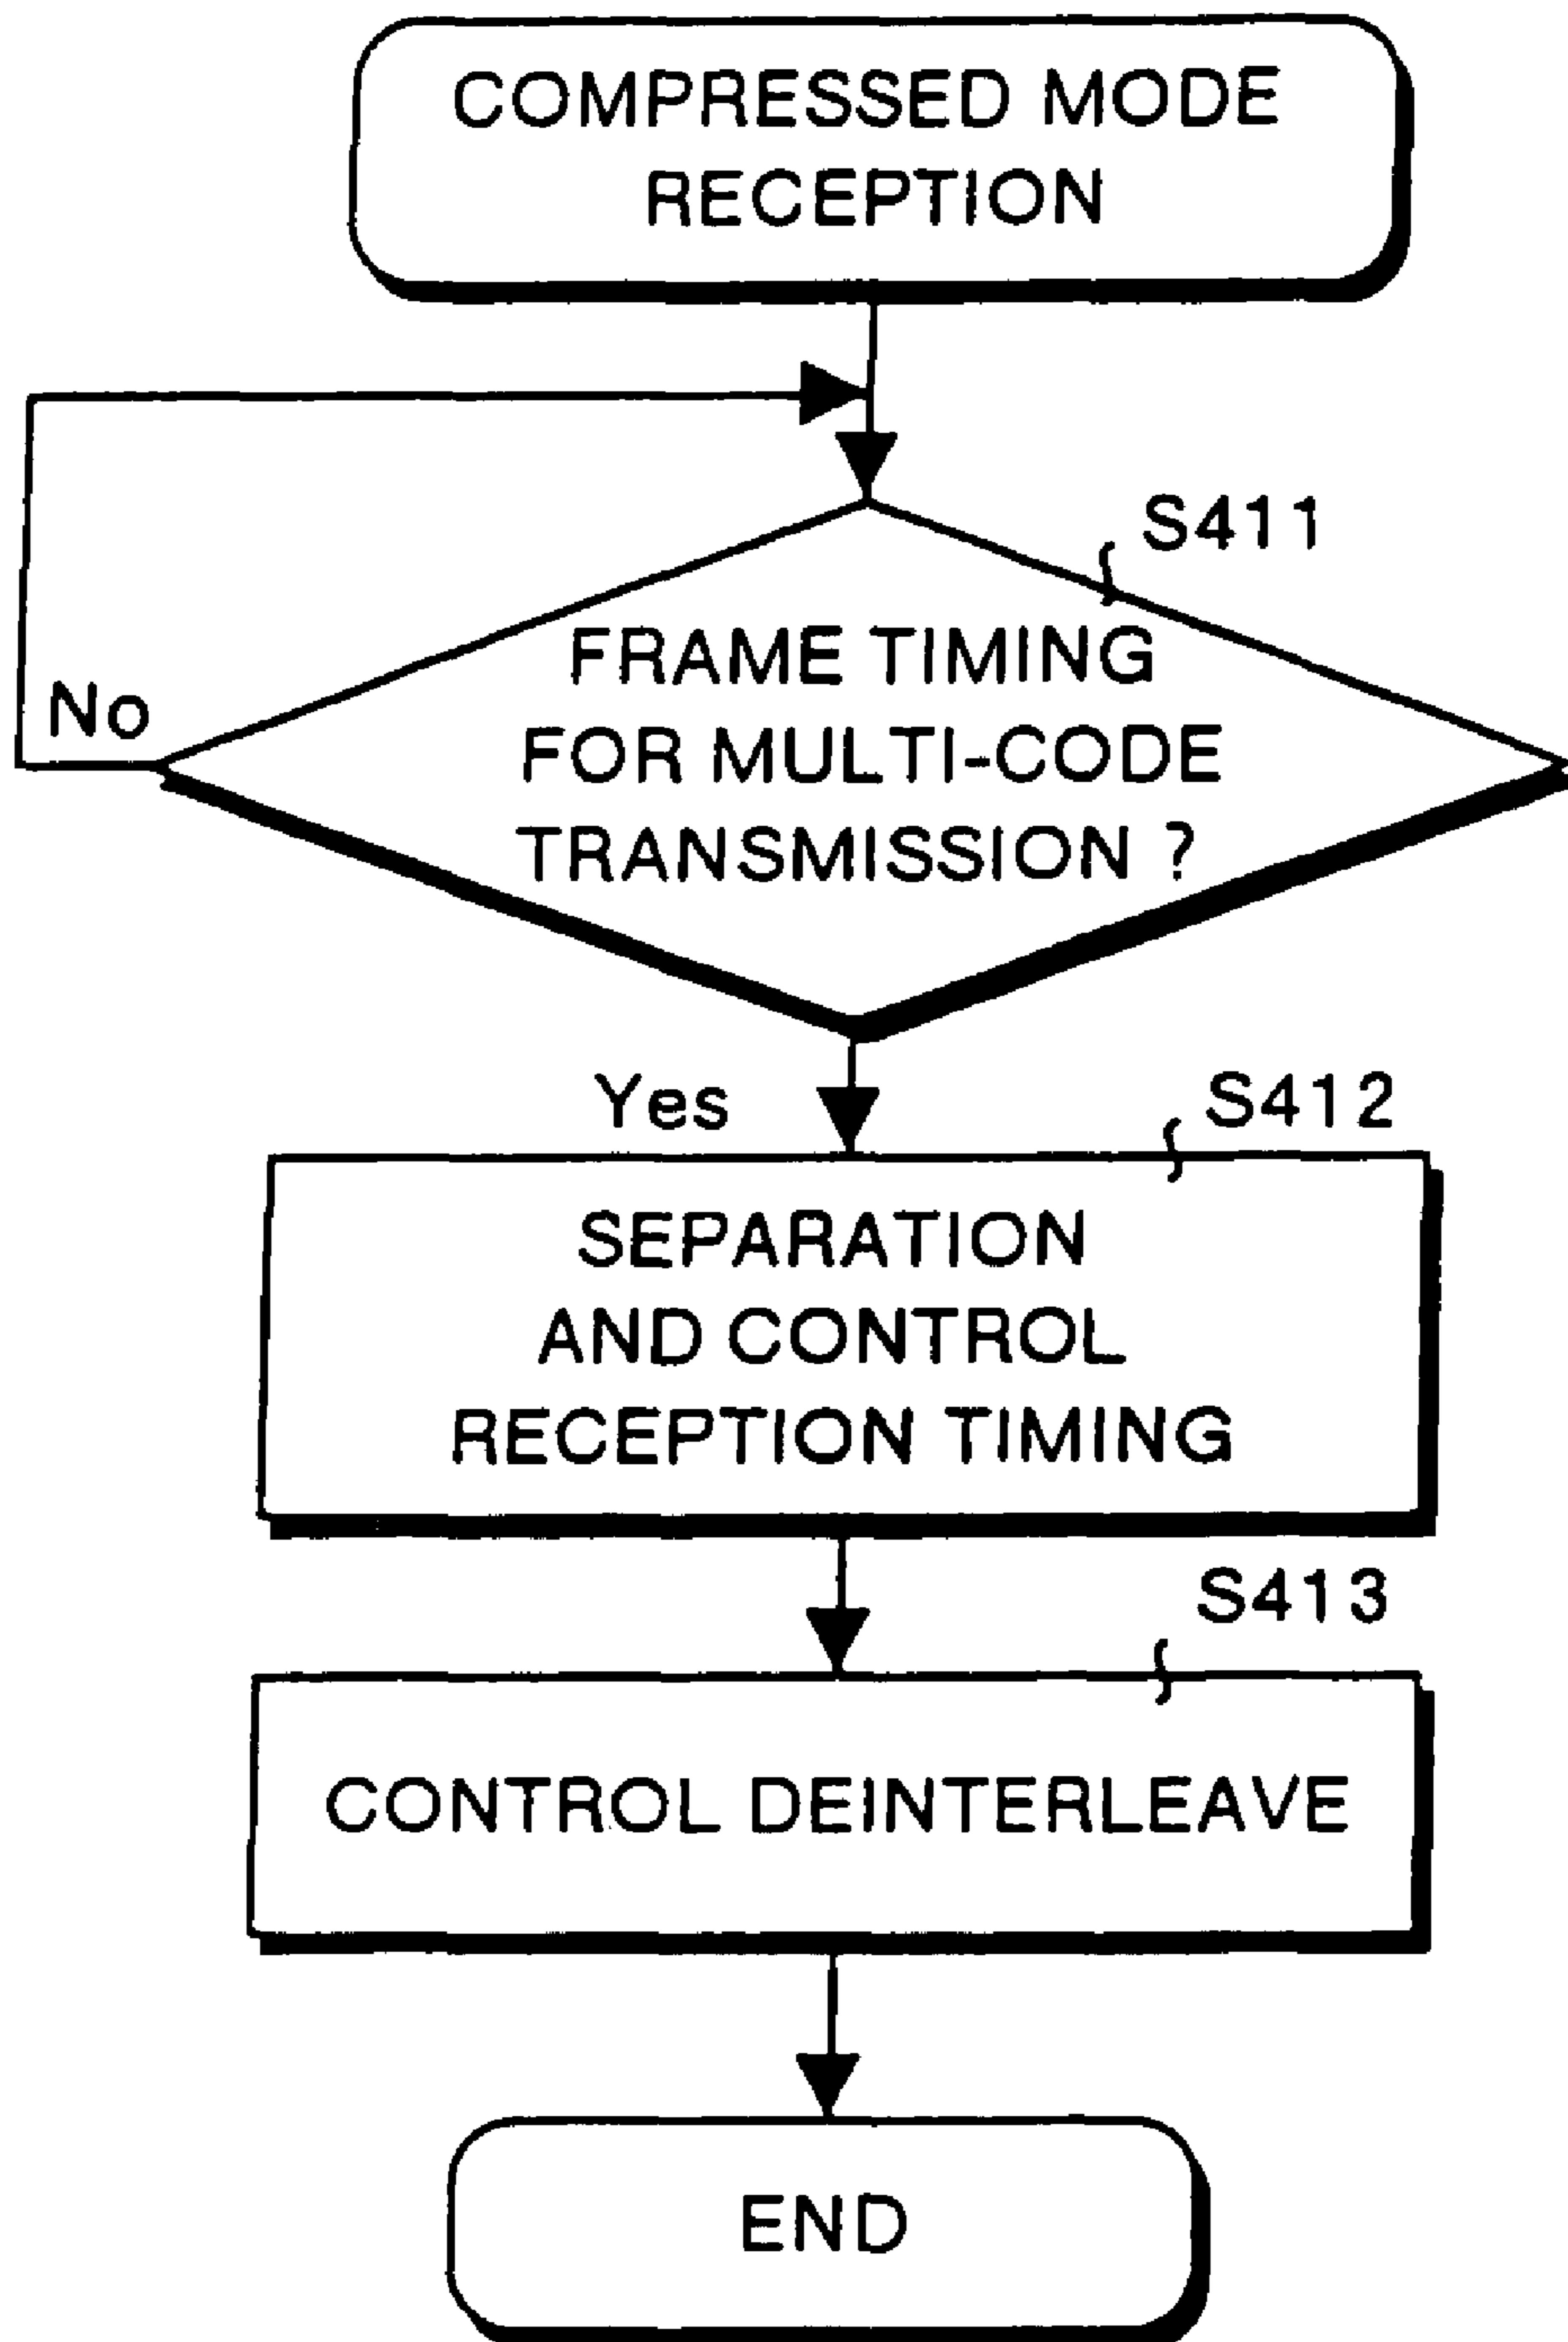 COMPRESSED MODE
RECEPTION
S411
FRAME TIMING
FOR MULTI-CODE
TRANSMISSION ?
No
Yes
S412
SEPARATION
AND CONTROL
RECEPTION TIMING
S413
CONTROL DEINTERLEAVE
END